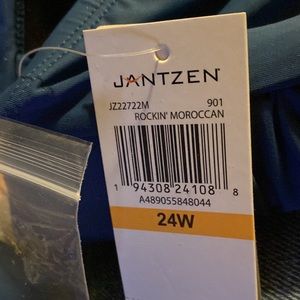 JANTZEN
JZ22722M 901
ROCKIN' MOROCCAN
1 94308 24108 8
A489055848044
24W